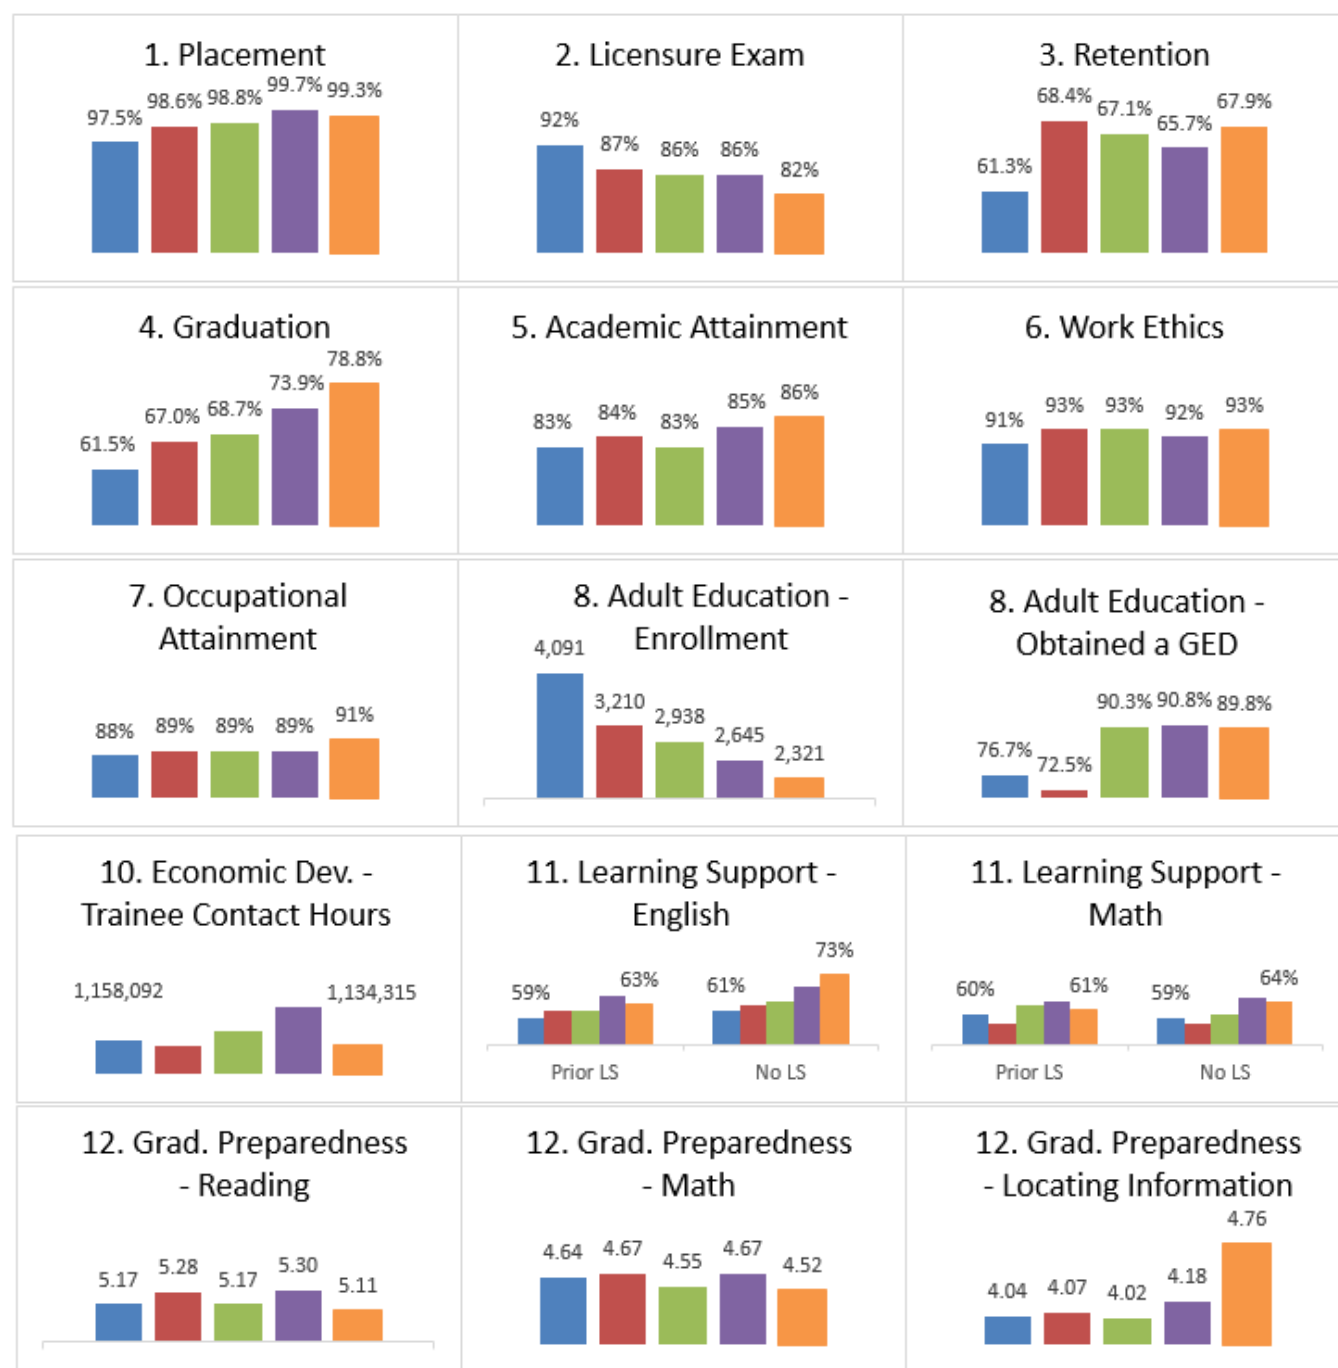 1. Placement
97.5%
98.6%
98.8%
99.7%
99.3%
2. Licensure Exam
92%
87%
86%
86%
82%
3. Retention
61.3%
68.4%
67.1%
65.7%
67.9%
4. Graduation
61.5%
67.0%
68.7%
73.9%
78.8%
5. Academic Attainment
83%
84%
83%
85%
86%
6. Work Ethics
91%
93%
93%
92%
93%
7. Occupational
Attainment
88%
89%
89%
89%
91%
8. Adult Education -
Enrollment
4,091
3,210
2,938
2,645
2,321
8. Adult Education -
Obtained a GED
76.7%
72.5%
90.3%
90.8%
89.8%
10. Economic Dev. -
Trainee Contact Hours
1,158,092
1,134,315
11. Learning Support -
English
59%
63%
61%
73%
Prior LS
No LS
11. Learning Support -
Math
60%
61%
59%
64%
Prior LS
No LS
12. Grad. Preparedness
- Reading
5.17
5.28
5.17
5.30
5.11
12. Grad. Preparedness
- Math
4.64
4.67
4.55
4.67
4.52
12. Grad. Preparedness
- Locating Information
4.04
4.07
4.02
4.18
4.76